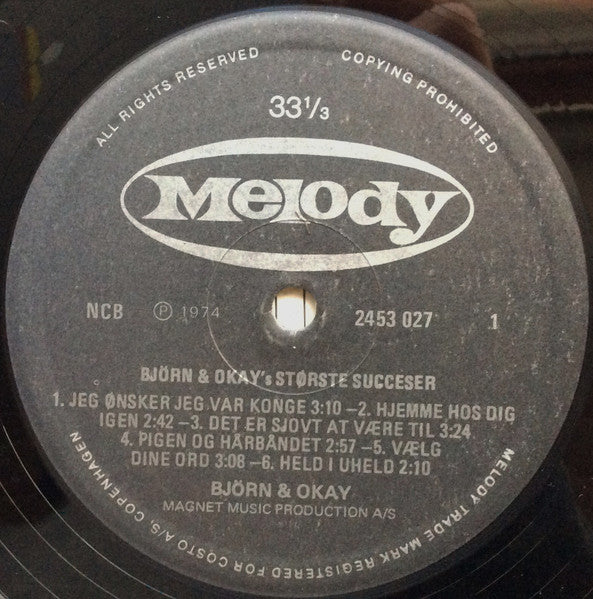 ALL RIGHTS RESERVED
COPYING PROHIBITED
33 1/3
Melody
NCB Ⓟ 1974 2453 027 1
BJÖRN & OKAY's STØRSTE SUCCESER
1. JEG ØNSKER JEG VAR KONGE 3:10 – 2. HJEMME HOS DIG
IGEN 2:42 – 3. DET ER SJOVT AT VÆRE TIL 3:24
4. PIGEN OG HÅRBÅNDET 2:57 – 5. VÆLG
DINE ORD 3:08 – 6. HELD I UHELD 2:10
BJÖRN & OKAY
MAGNET MUSIC PRODUCTION A/S
MELODY TRADE MARK REGISTERED FOR COSTO A/S, COPENHAGEN